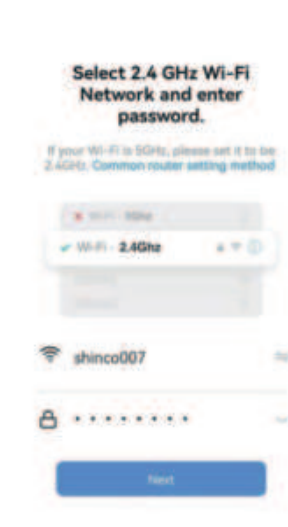 Select 2.4 GHz Wi-Fi
Network and enter
password.
If your Wi-Fi is 5GHz, please set it to be
2.4GHz. Common router setting method
Wi-Fi - 5Ghz
Wi-Fi - 2.4Ghz
shinco007
Next